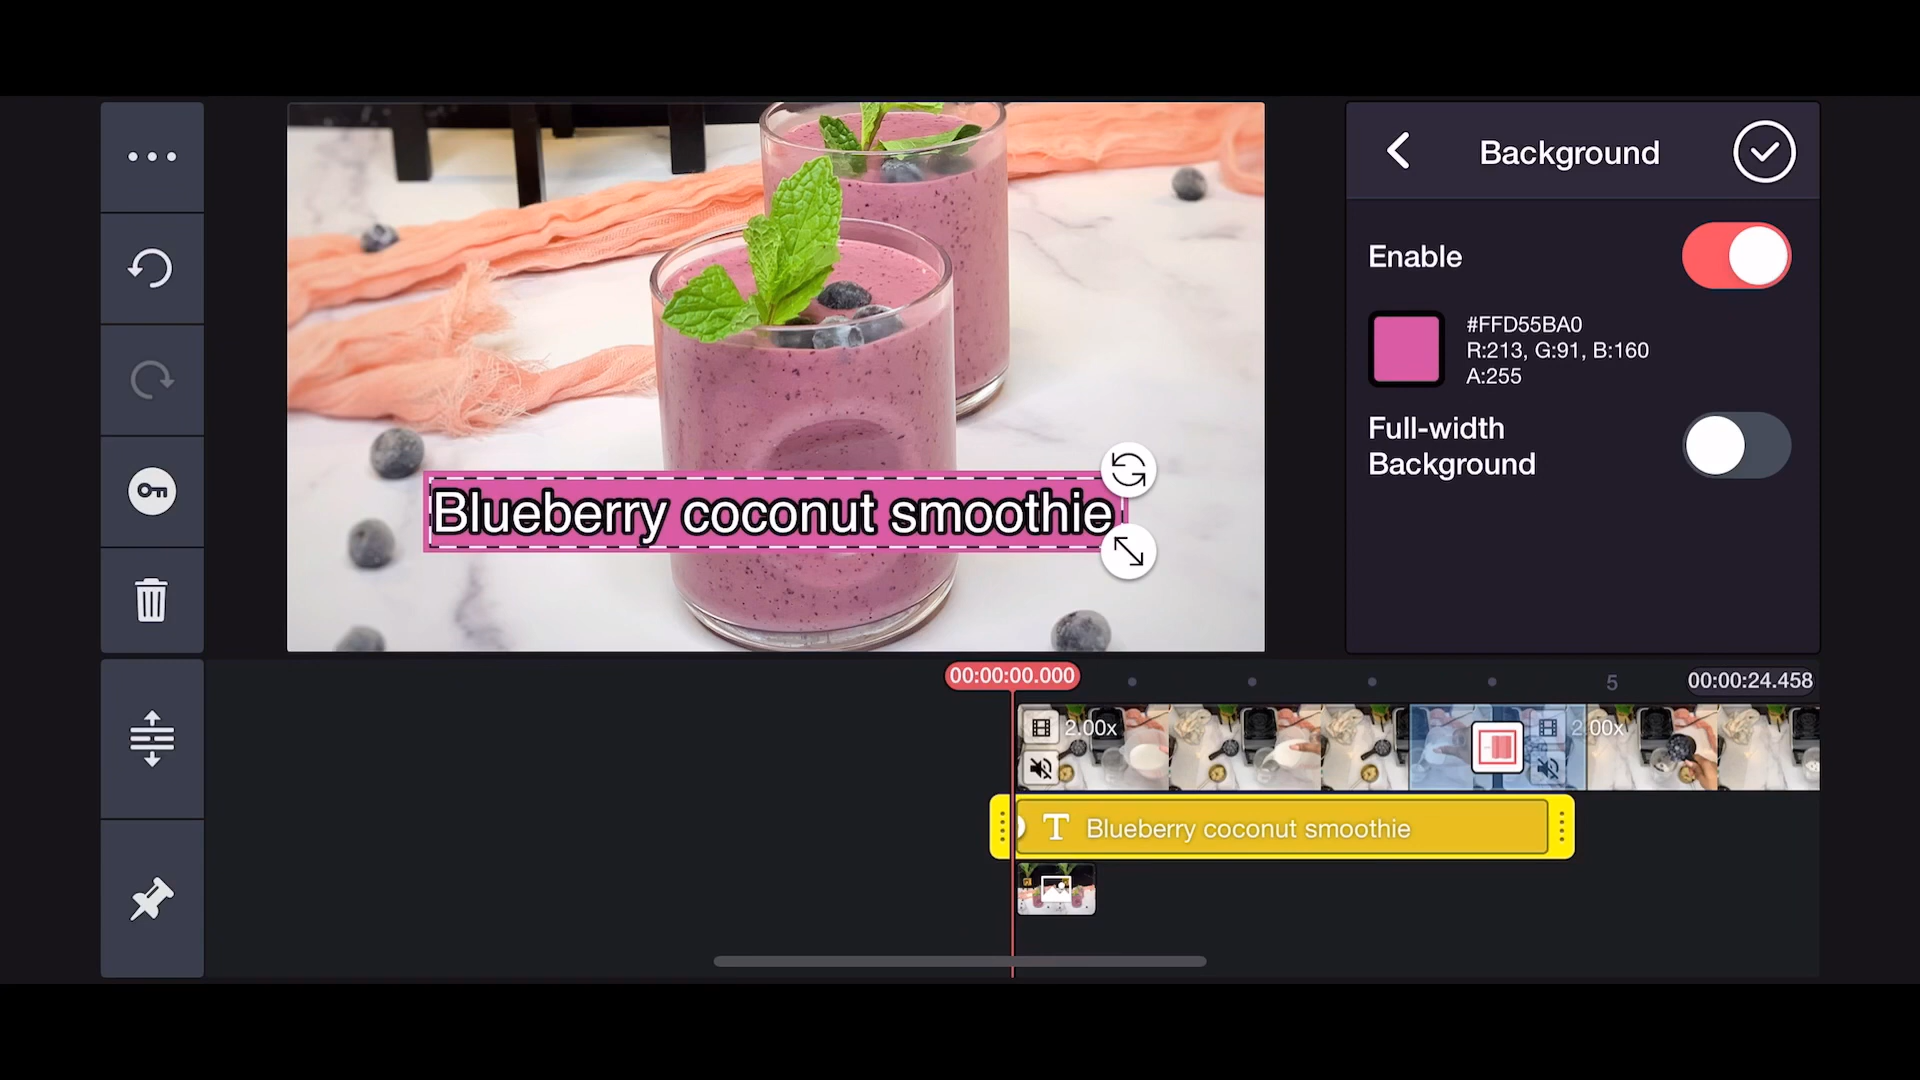 Background
Enable
#FFD55BA0
R:213, G:91, B:160
A:255
Full-width
Background
Blueberry coconut smoothie
00:00:00.000
5
00:00:24.458
2.00x
2.00x
T Blueberry coconut smoothie